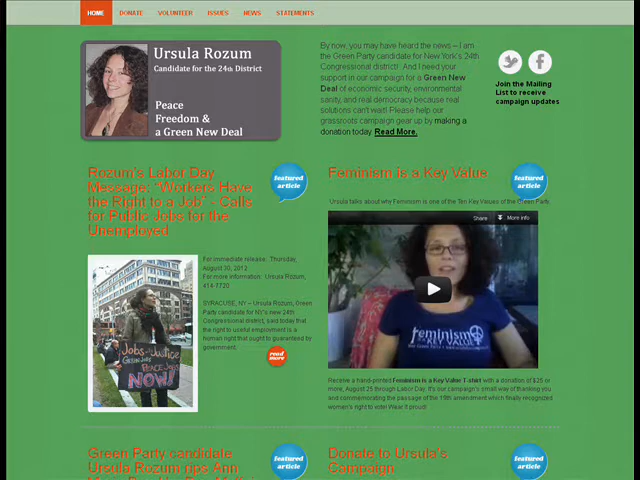 HOME DONATE VOLUNTEER ISSUES NEWS STATEMENTS
Ursula Rozum
Candidate for the 24th District
Peace
Freedom &
a Green New Deal
By now, you may have heard the news – I am
the Green Party candidate for New York's 24th
Congressional district! And I need your
support in our campaign for a Green New
Deal of economic security, environmental
sanity, and real democracy because real
solutions can't wait! Please help our
grassroots campaign gear up by making a
donation today. Read More.
Join the Mailing
List to receive
campaign updates
Rozum's Labor Day
Message: "Workers Have
the Right to a Job" - Calls
for Public Jobs for the
Unemployed
featured
article
For immediate release, Thursday,
August 30, 2012
For more information: Ursula Rozum,
414-7720
SYRACUSE, NY – Ursula Rozum, Green
Party candidate for NY's new 24th
Congressional district, said today that
the right to useful employment is a
human right that ought to guaranteed by
government.
read
more
Jobs w/ Justice
GREEN JOBS
PEACE JOBS
NOW!
Feminism is a Key Value
featured
article
Ursula talks about why Feminism is one of the Ten Key Values of the Green Party.
Share More info
feminism
KEY VALUE
Receive a hand-printed Feminism is a Key Value T-shirt with a donation of $25 or
more, August 25 through Labor Day. It's our campaign's small way of thanking you
and commemorating the passage of the 19th amendment which finally recognized
women's right to vote! Wear it proud!
Green Party candidate
Ursula Rozum rips Ann
featured
article
Donate to Ursula's
Campaign
featured
article